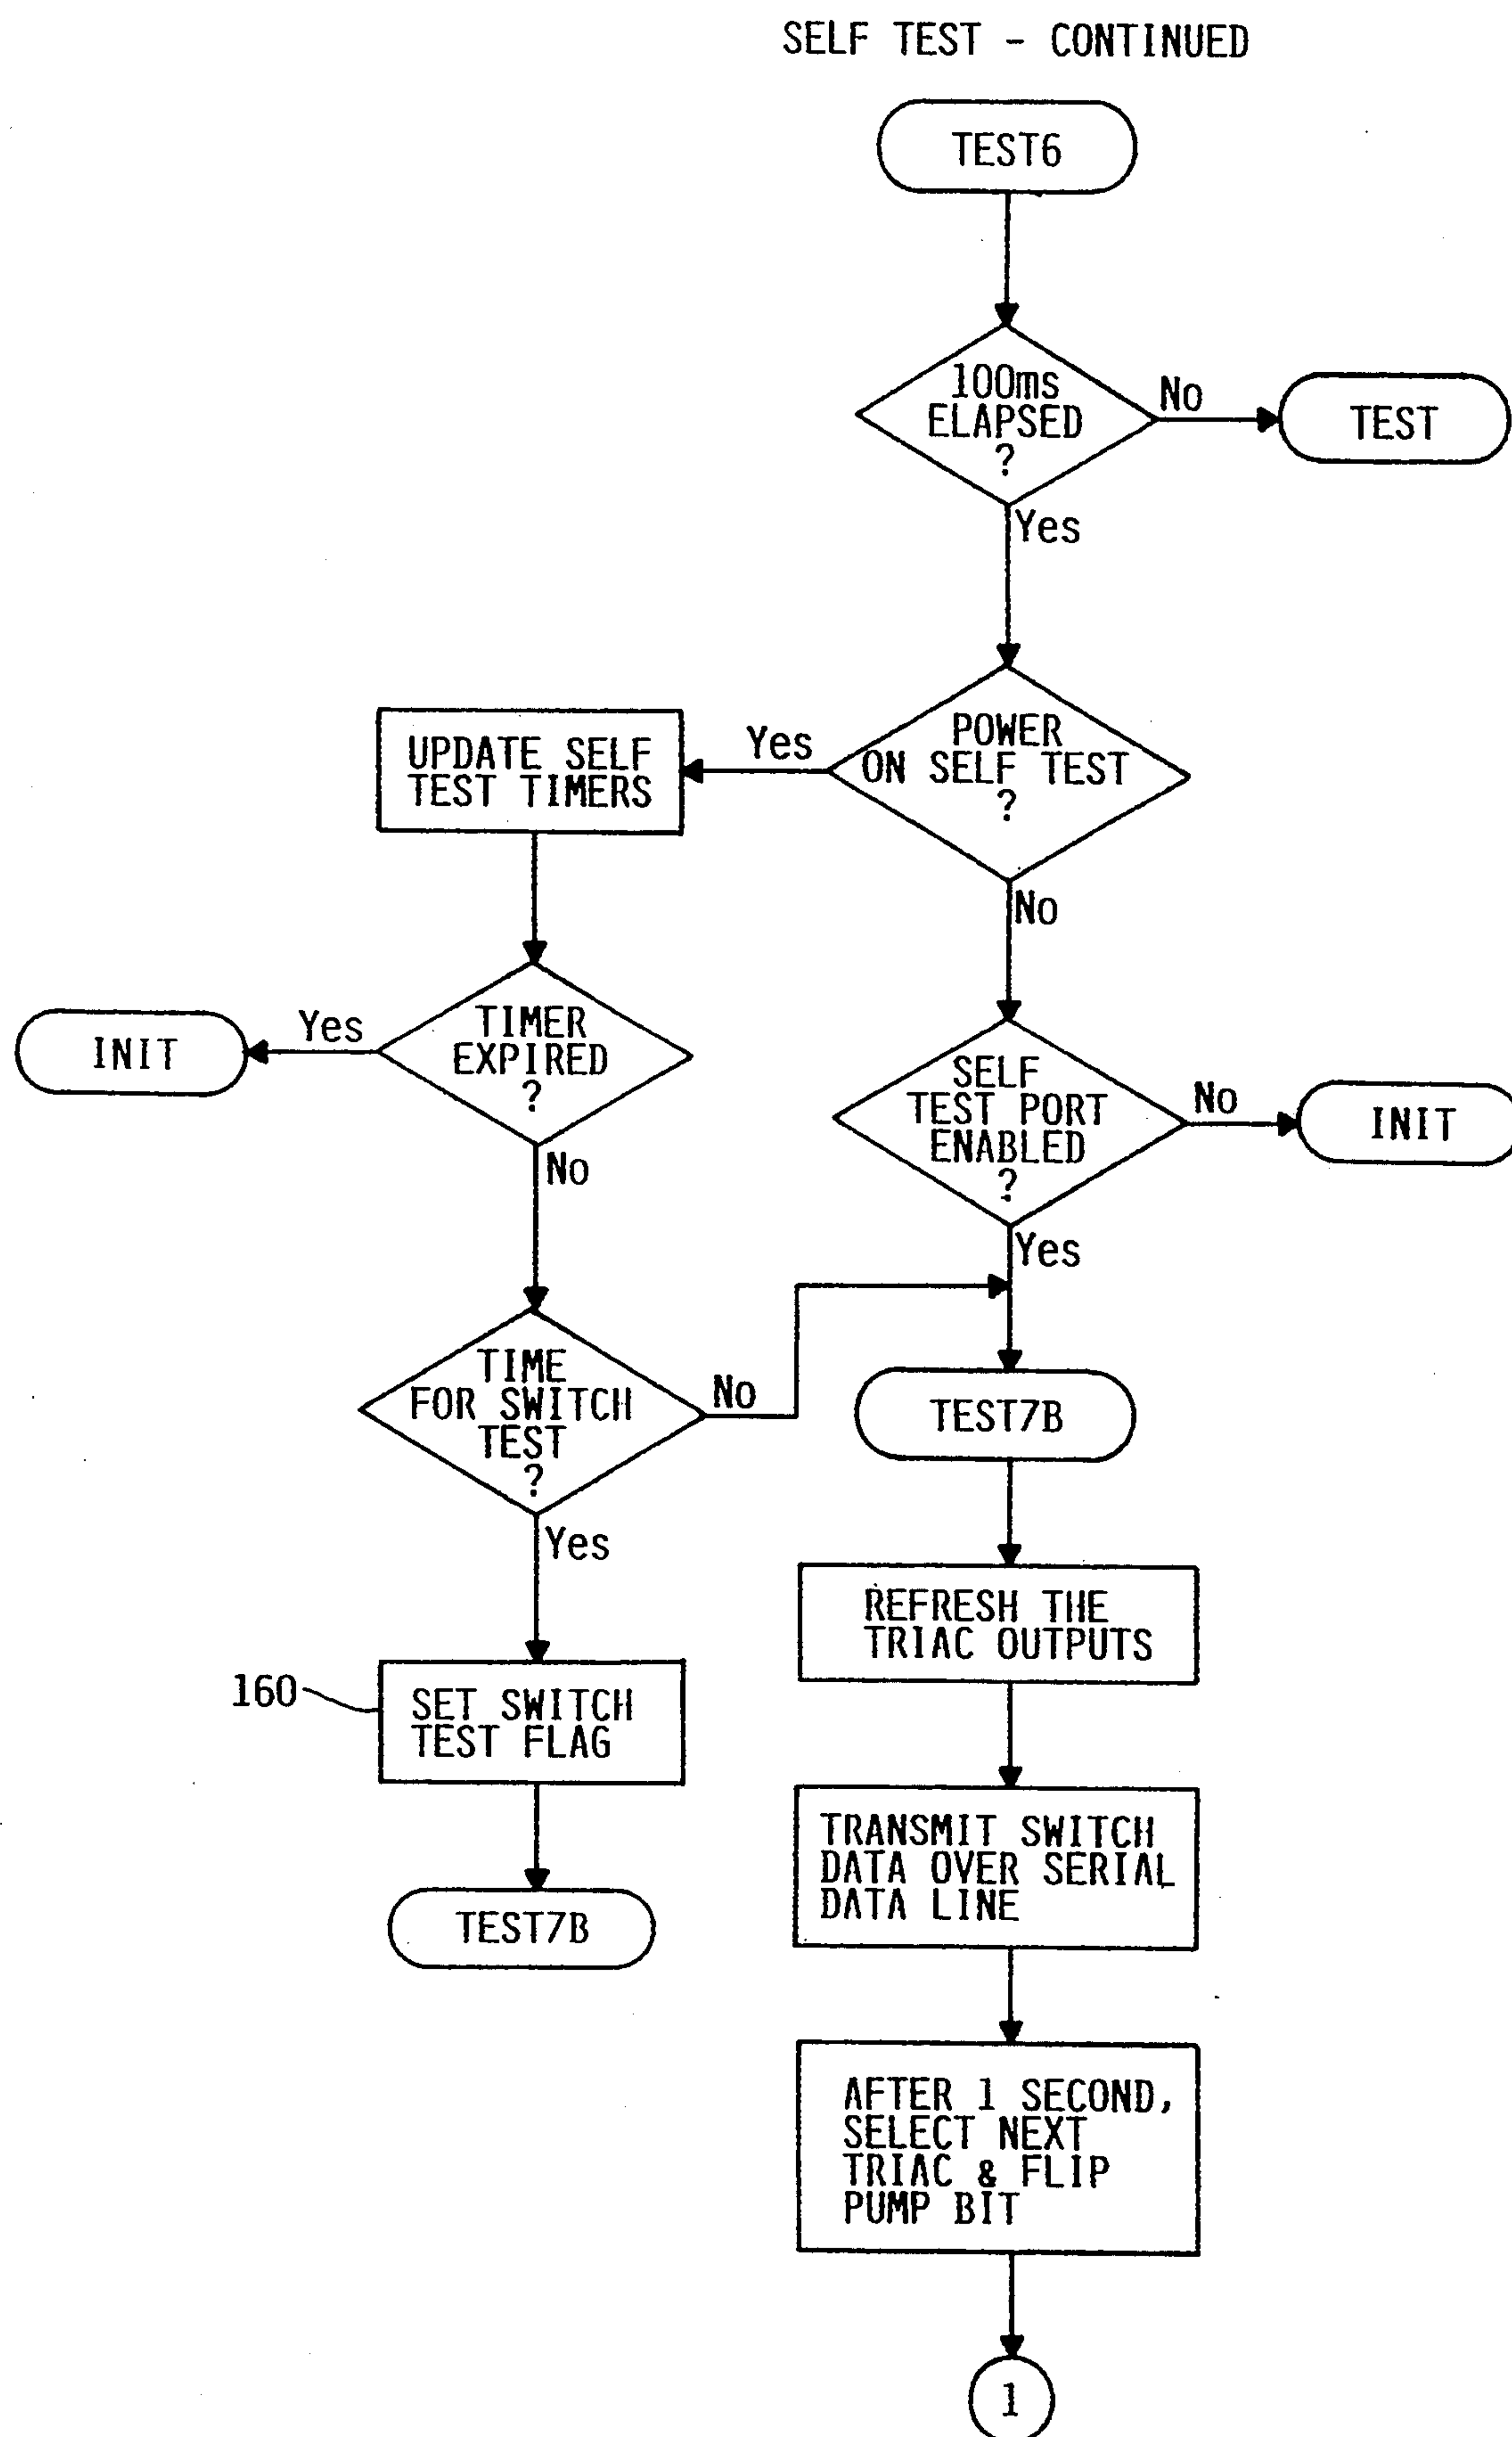 SELF TEST - CONTINUED
TEST6
100ms
ELAPSED
?
No
TEST
Yes
POWER
ON SELF TEST
?
Yes
UPDATE SELF
TEST TIMERS
No
TIMER
EXPIRED
?
Yes
INIT
No
SELF
TEST PORT
ENABLED
?
No
INIT
Yes
TIME
FOR SWITCH
TEST
?
No
Yes
TEST7B
REFRESH THE
TRIAC OUTPUTS
160
SET SWITCH
TEST FLAG
TEST7B
TRANSMIT SWITCH
DATA OVER SERIAL
DATA LINE
AFTER 1 SECOND,
SELECT NEXT
TRIAC & FLIP
PUMP BIT
1